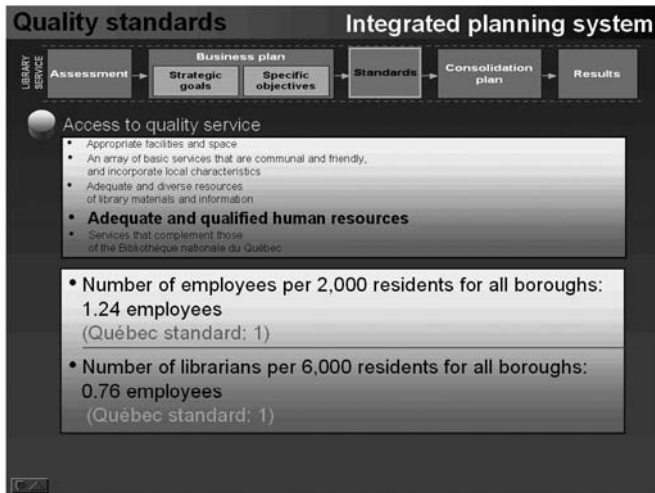 Quality standards
Integrated planning system
LIBRARY
SERVICE
Assessment
Business plan
Strategic
goals
Specific
objectives
Standards
Consolidation
plan
Results
Access to quality service
• Appropriate facilities and space
• An array of basic services that are communal and friendly,
and incorporate local characteristics
• Adequate and diverse resources
of library materials and information
• Adequate and qualified human resources
• Services that complement those
of the Bibliothèque nationale du Québec
• Number of employees per 2,000 residents for all boroughs:
1.24 employees
(Québec standard: 1)
• Number of librarians per 6,000 residents for all boroughs:
0.76 employees
(Québec standard: 1)